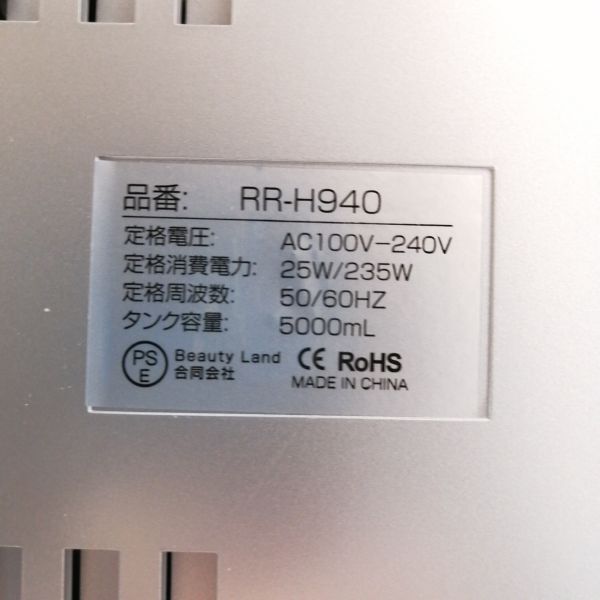 品番: RR-H940
定格電圧: AC100V-240V
定格消費電力: 25W/235W
定格周波数: 50/60HZ
タンク容量: 5000mL
PS
E
Beauty Land
合同会社
CE RoHS
MADE IN CHINA